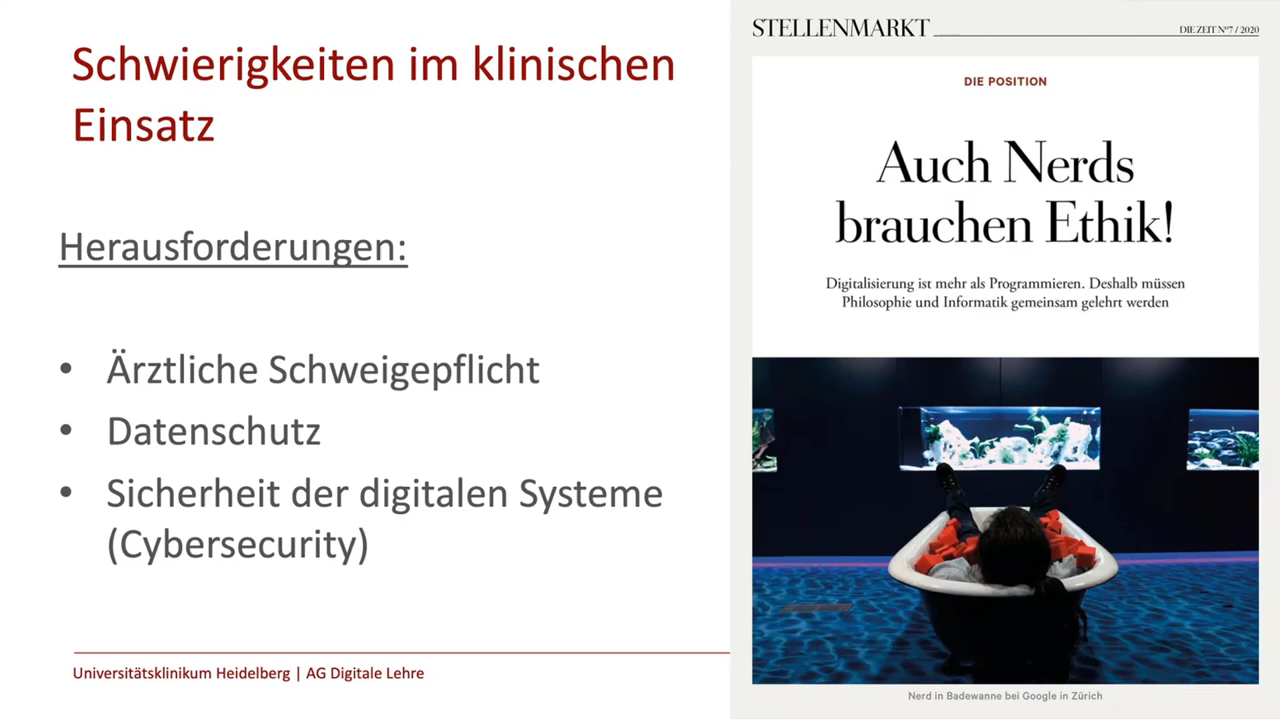 Schwierigkeiten im klinischen
Einsatz
Herausforderungen:
• Ärztliche Schweigepflicht
• Datenschutz
• Sicherheit der digitalen Systeme
(Cybersecurity)
Universitätsklinikum Heidelberg | AG Digitale Lehre
STELLENMARKT
DIE ZEIT Nº7 / 2020
DIE POSITION
Auch Nerds
brauchen Ethik!
Digitalisierung ist mehr als Programmieren. Deshalb müssen
Philosophie und Informatik gemeinsam gelehrt werden
Nerd in Badewanne bei Google in Zürich